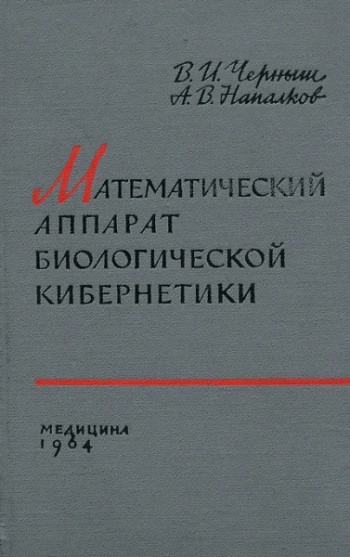 В. И. Черныш
А. В. Напалков
МАТЕМАТИЧЕСКИЙ
АППАРАТ
БИОЛОГИЧЕСКОЙ
КИБЕРНЕТИКИ
МЕДИЦИНА
1964